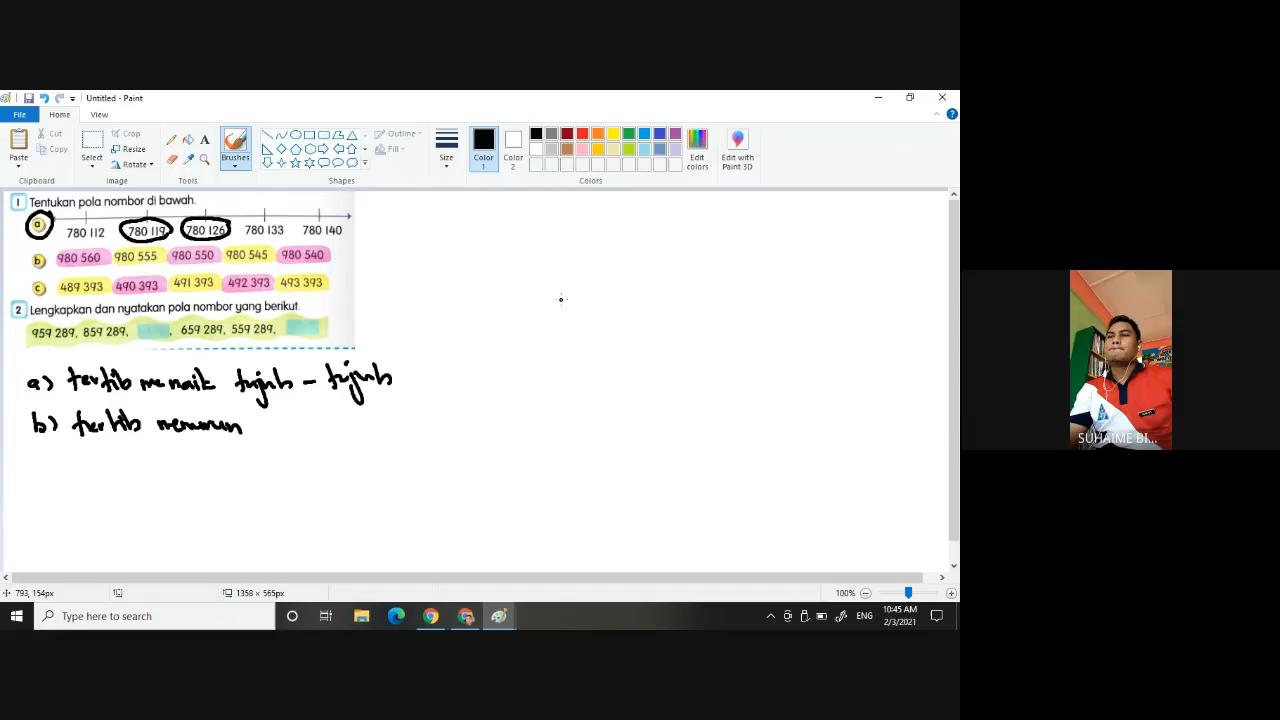 Untitled - Paint
File Home View
Cut
Copy
Paste
Clipboard
Crop
Resize
Rotate
Select
Image
Tools
Brushes
Outline
Fill
Shapes
Size
Color 1
Color 2
Edit colors
Edit with Paint 3D
Colors
1 Tentukan pola nombor di bawah.
a 780 112 780 119 780 126 780 133 780 140
b 980 560 980 555 980 550 980 545 980 540
c 489 393 490 393 491 393 492 393 493 393
2 Lengkapkan dan nyatakan pola nombor yang berikut.
959 289, 859 289, , 659 289, 559 289,
a) tertib menaik tujuh - tujuh
b) tertib menurun
SUHAIME BI...
793, 154px
1358 × 565px
100%
Type here to search
ENG
10:45 AM
2/3/2021